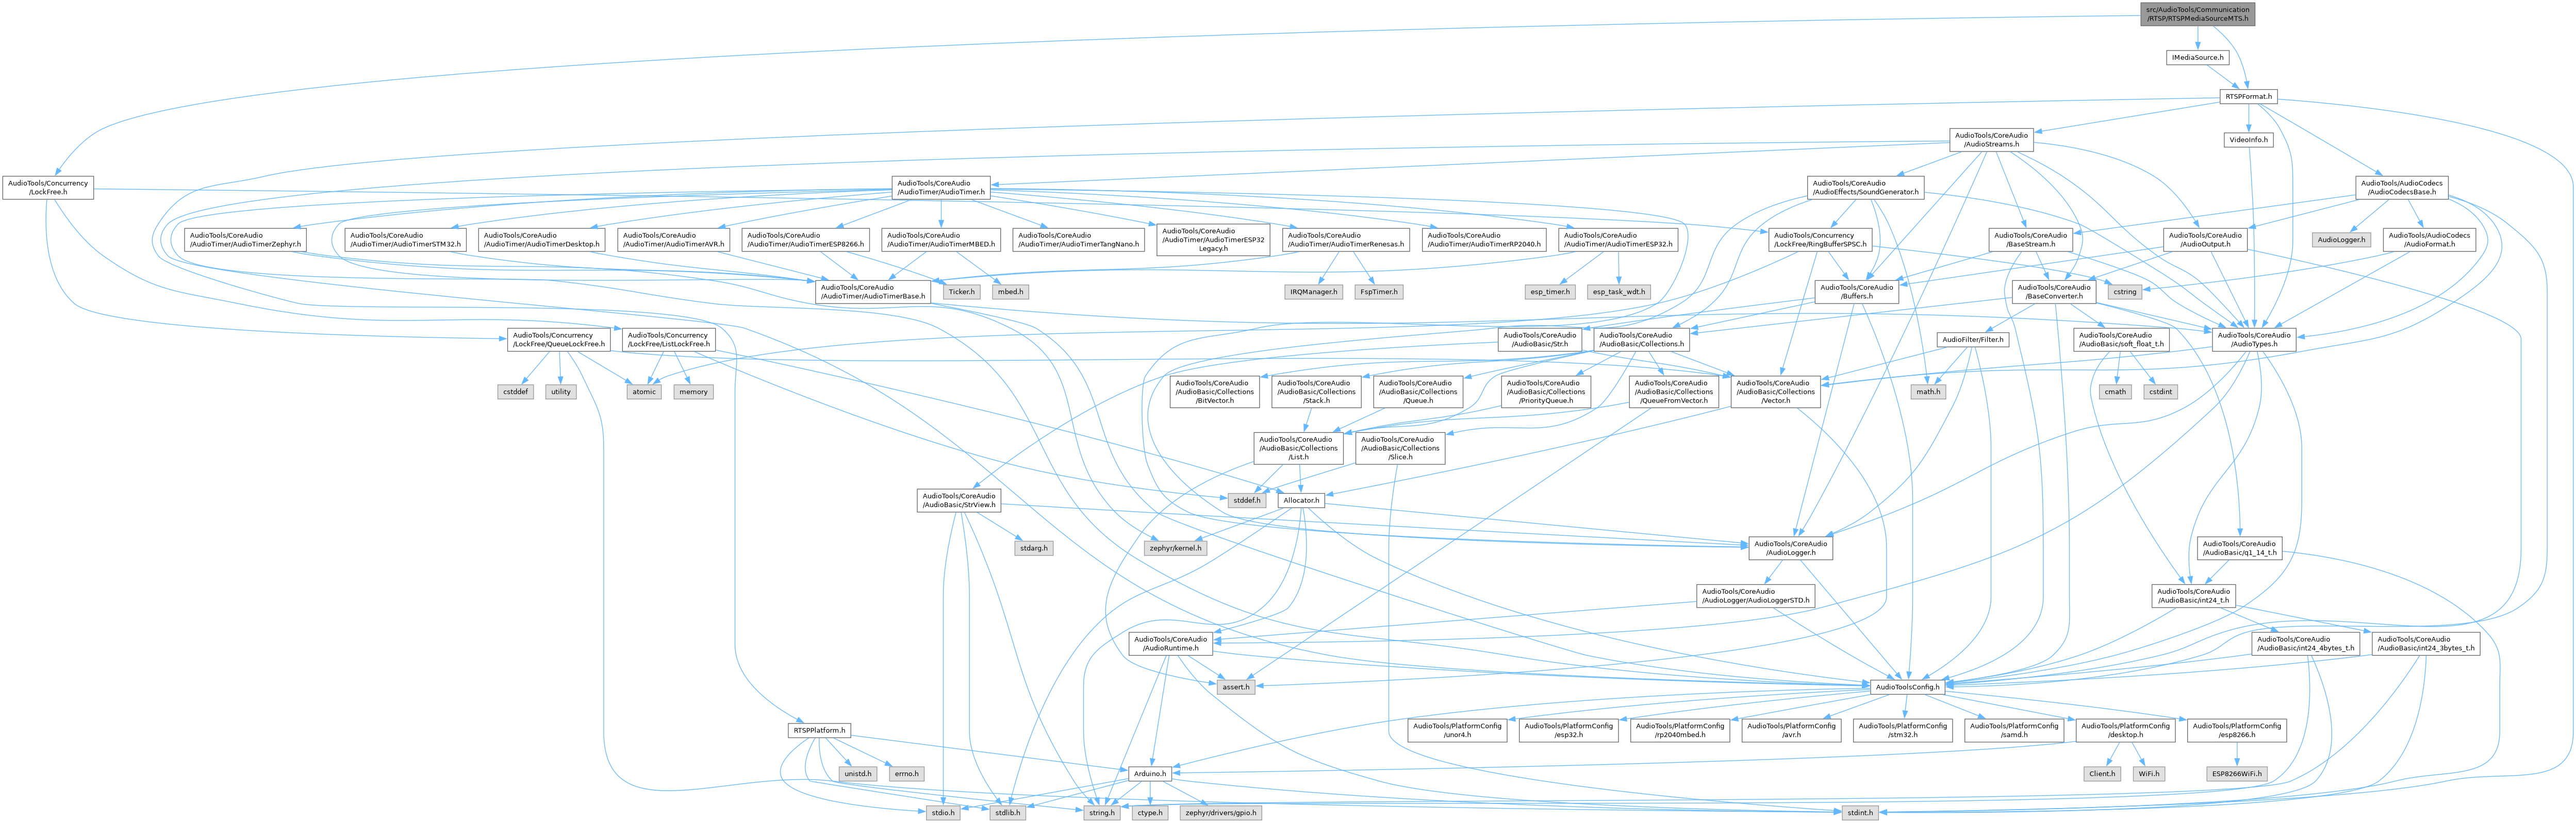 src/AudioTools/Communication
/RTSP/RTSPMediaSourceMTS.h
IMediaSource.h
RTSPFormat.h
AudioTools/CoreAudio
/AudioStreams.h
VideoInfo.h
AudioTools/Concurrency
/LockFree.h
AudioTools/CoreAudio
/AudioTimer/AudioTimer.h
AudioTools/CoreAudio
/AudioEffects/SoundGenerator.h
AudioTools/AudioCodecs
/AudioCodecsBase.h
AudioTools/CoreAudio
/AudioTimer/AudioTimerZephyr.h
AudioTools/CoreAudio
/AudioTimer/AudioTimerSTM32.h
AudioTools/CoreAudio
/AudioTimer/AudioTimerDesktop.h
AudioTools/CoreAudio
/AudioTimer/AudioTimerAVR.h
AudioTools/CoreAudio
/AudioTimer/AudioTimerESP8266.h
AudioTools/CoreAudio
/AudioTimer/AudioTimerMBED.h
AudioTools/CoreAudio
/AudioTimer/AudioTimerTangNano.h
AudioTools/CoreAudio
/AudioTimer/AudioTimerESP32
Legacy.h
AudioTools/CoreAudio
/AudioTimer/AudioTimerRenesas.h
AudioTools/CoreAudio
/AudioTimer/AudioTimerRP2040.h
AudioTools/CoreAudio
/AudioTimer/AudioTimerESP32.h
AudioTools/Concurrency
/LockFree/RingBufferSPSC.h
AudioTools/CoreAudio
/BaseStream.h
AudioTools/CoreAudio
/AudioOutput.h
AudioLogger.h
AudioTools/AudioCodecs
/AudioFormat.h
AudioTools/CoreAudio
/AudioTimer/AudioTimerBase.h
Ticker.h
mbed.h
IRQManager.h
FspTimer.h
esp_timer.h
esp_task_wdt.h
AudioTools/CoreAudio
/Buffers.h
AudioTools/CoreAudio
/BaseConverter.h
cstring
AudioTools/Concurrency
/LockFree/QueueLockFree.h
AudioTools/Concurrency
/LockFree/ListLockFree.h
AudioTools/CoreAudio
/AudioBasic/Str.h
AudioTools/CoreAudio
/AudioBasic/Collections.h
AudioFilter/Filter.h
AudioTools/CoreAudio
/AudioBasic/soft_float_t.h
AudioTools/CoreAudio
/AudioTypes.h
cstddef
utility
atomic
memory
AudioTools/CoreAudio
/AudioBasic/Collections
/BitVector.h
AudioTools/CoreAudio
/AudioBasic/Collections
/Stack.h
AudioTools/CoreAudio
/AudioBasic/Collections
/Queue.h
AudioTools/CoreAudio
/AudioBasic/Collections
/PriorityQueue.h
AudioTools/CoreAudio
/AudioBasic/Collections
/QueueFromVector.h
AudioTools/CoreAudio
/AudioBasic/Collections
/Vector.h
math.h
cmath
cstdint
AudioTools/CoreAudio
/AudioBasic/Collections
/List.h
AudioTools/CoreAudio
/AudioBasic/Collections
/Slice.h
AudioTools/CoreAudio
/AudioBasic/StrView.h
stddef.h
Allocator.h
stdarg.h
zephyr/kernel.h
AudioTools/CoreAudio
/AudioLogger.h
AudioTools/CoreAudio
/AudioBasic/q1_14_t.h
AudioTools/CoreAudio
/AudioLogger/AudioLoggerSTD.h
AudioTools/CoreAudio
/AudioBasic/int24_t.h
AudioTools/CoreAudio
/AudioRuntime.h
AudioTools/CoreAudio
/AudioBasic/int24_4bytes_t.h
AudioTools/CoreAudio
/AudioBasic/int24_3bytes_t.h
assert.h
AudioToolsConfig.h
RTSPPlatform.h
AudioTools/PlatformConfig
/unor4.h
AudioTools/PlatformConfig
/esp32.h
AudioTools/PlatformConfig
/rp2040mbed.h
AudioTools/PlatformConfig
/avr.h
AudioTools/PlatformConfig
/stm32.h
AudioTools/PlatformConfig
/samd.h
AudioTools/PlatformConfig
/desktop.h
AudioTools/PlatformConfig
/esp8266.h
unistd.h
errno.h
Arduino.h
Client.h
WiFi.h
ESP8266WiFi.h
stdio.h
stdlib.h
string.h
ctype.h
zephyr/drivers/gpio.h
stdint.h